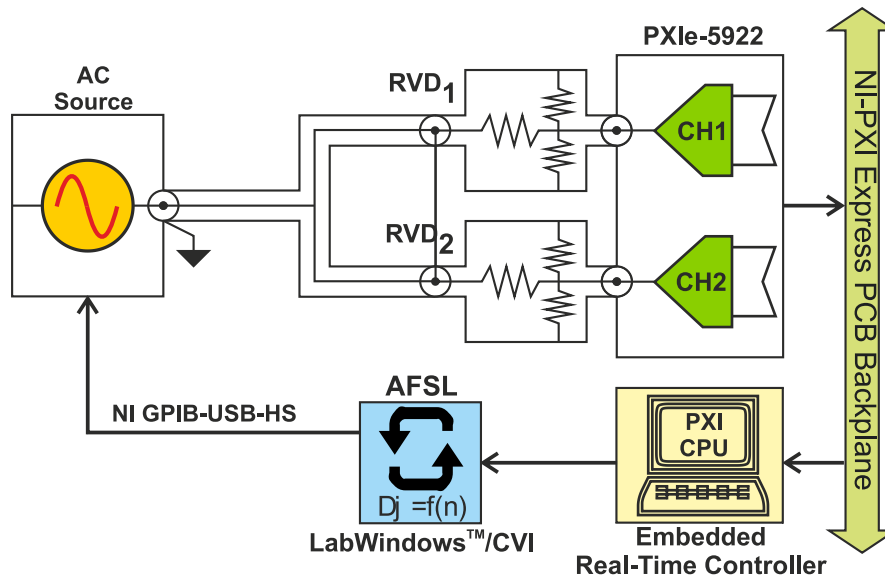 AC
Source
RVD1
PXIe-5922
CH1
RVD2
CH2
NI-PXI Express PCB Backplane
NI GPIB-USB-HS
AFSL
Dj =f(n)
LabWindows™/CVI
PXI
CPU
Embedded
Real-Time Controller